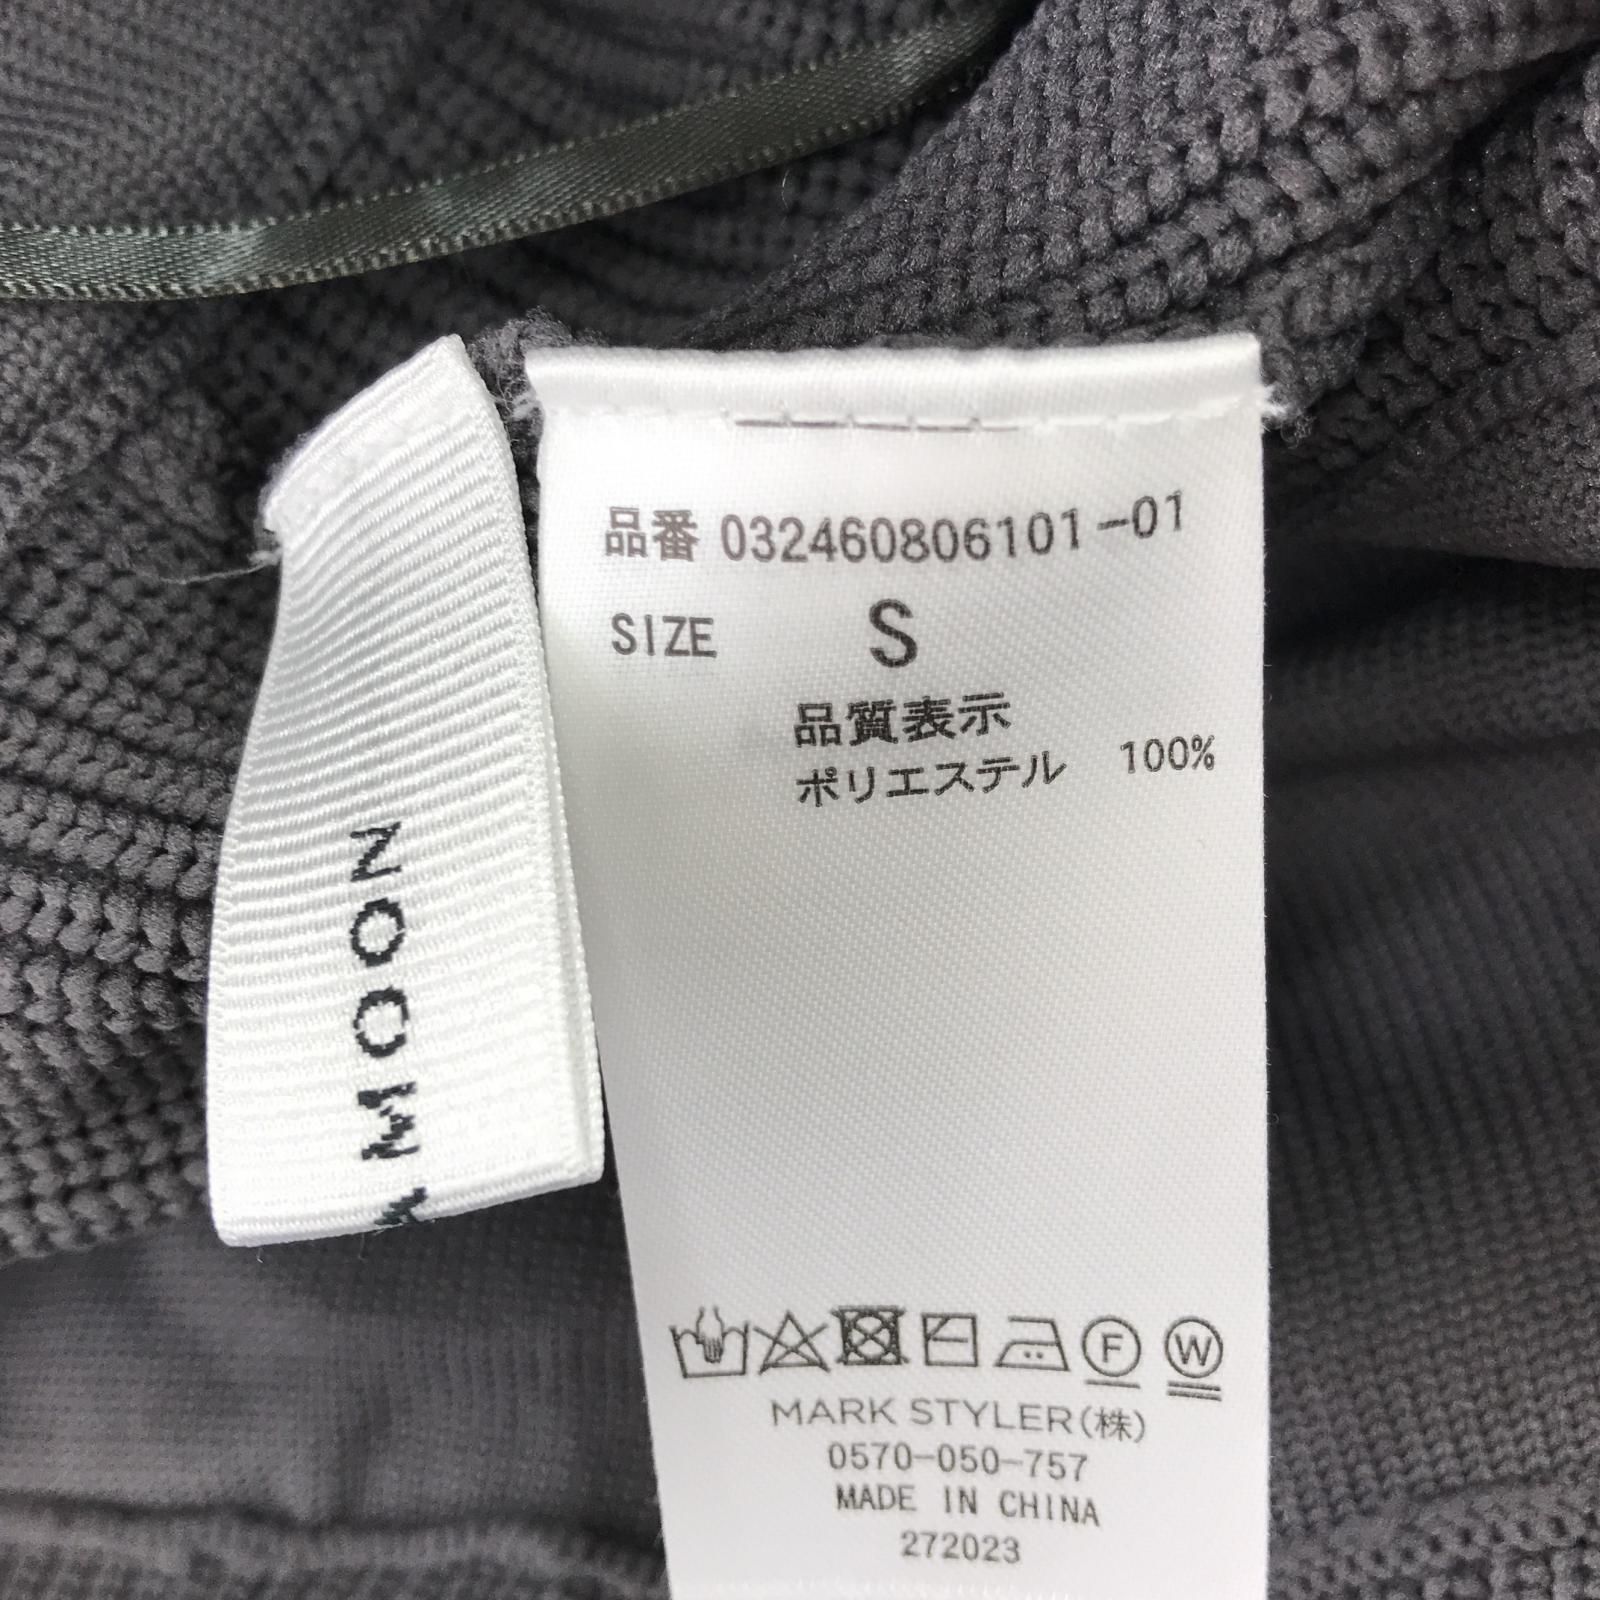 品番 032460806101-01
SIZE S
品質表示
ポリエステル 100%
MOON
F W
MARK STYLER(株)
0570-050-757
MADE IN CHINA
272023